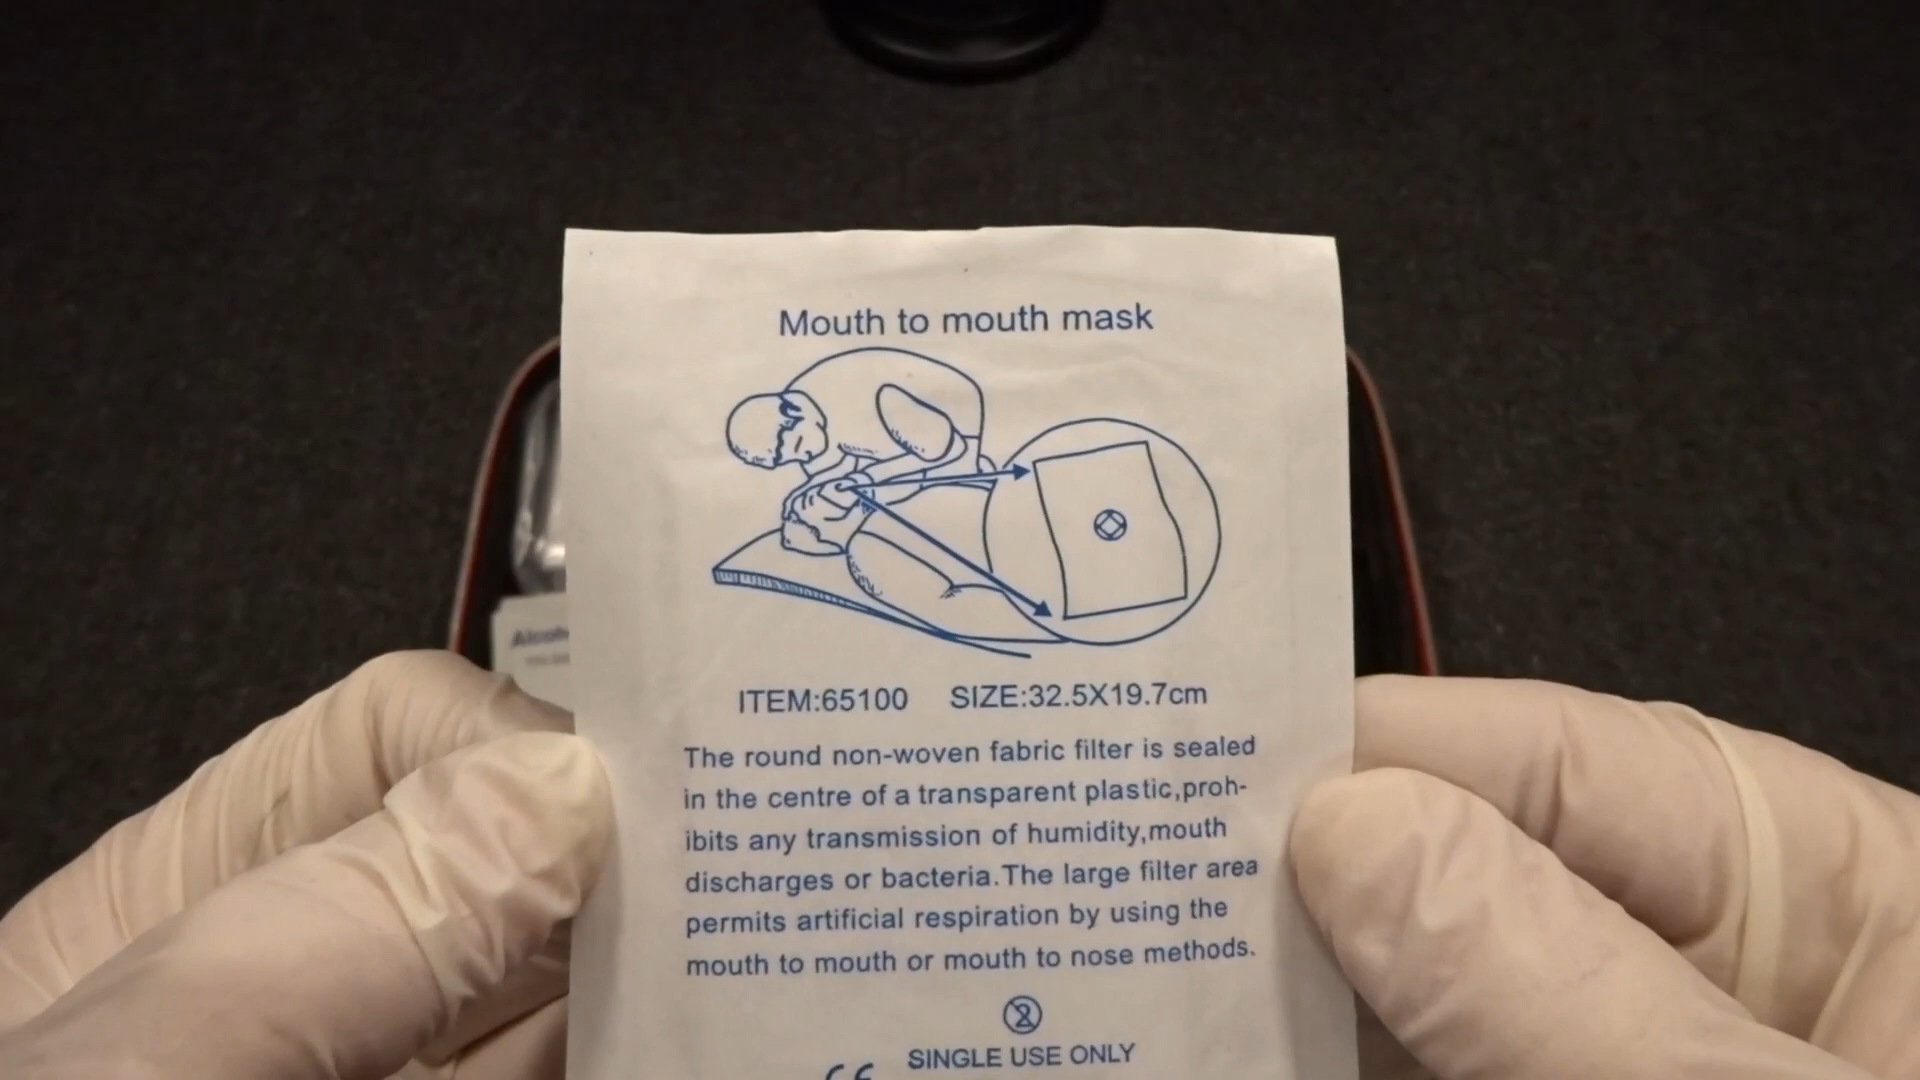 Mouth to mouth mask
ITEM:65100 SIZE:32.5X19.7cm
The round non-woven fabric filter is sealed
in the centre of a transparent plastic,proh-
ibits any transmission of humidity,mouth
discharges or bacteria.The large filter area
permits artificial respiration by using the
mouth to mouth or mouth to nose methods.
2
SINGLE USE ONLY
CE